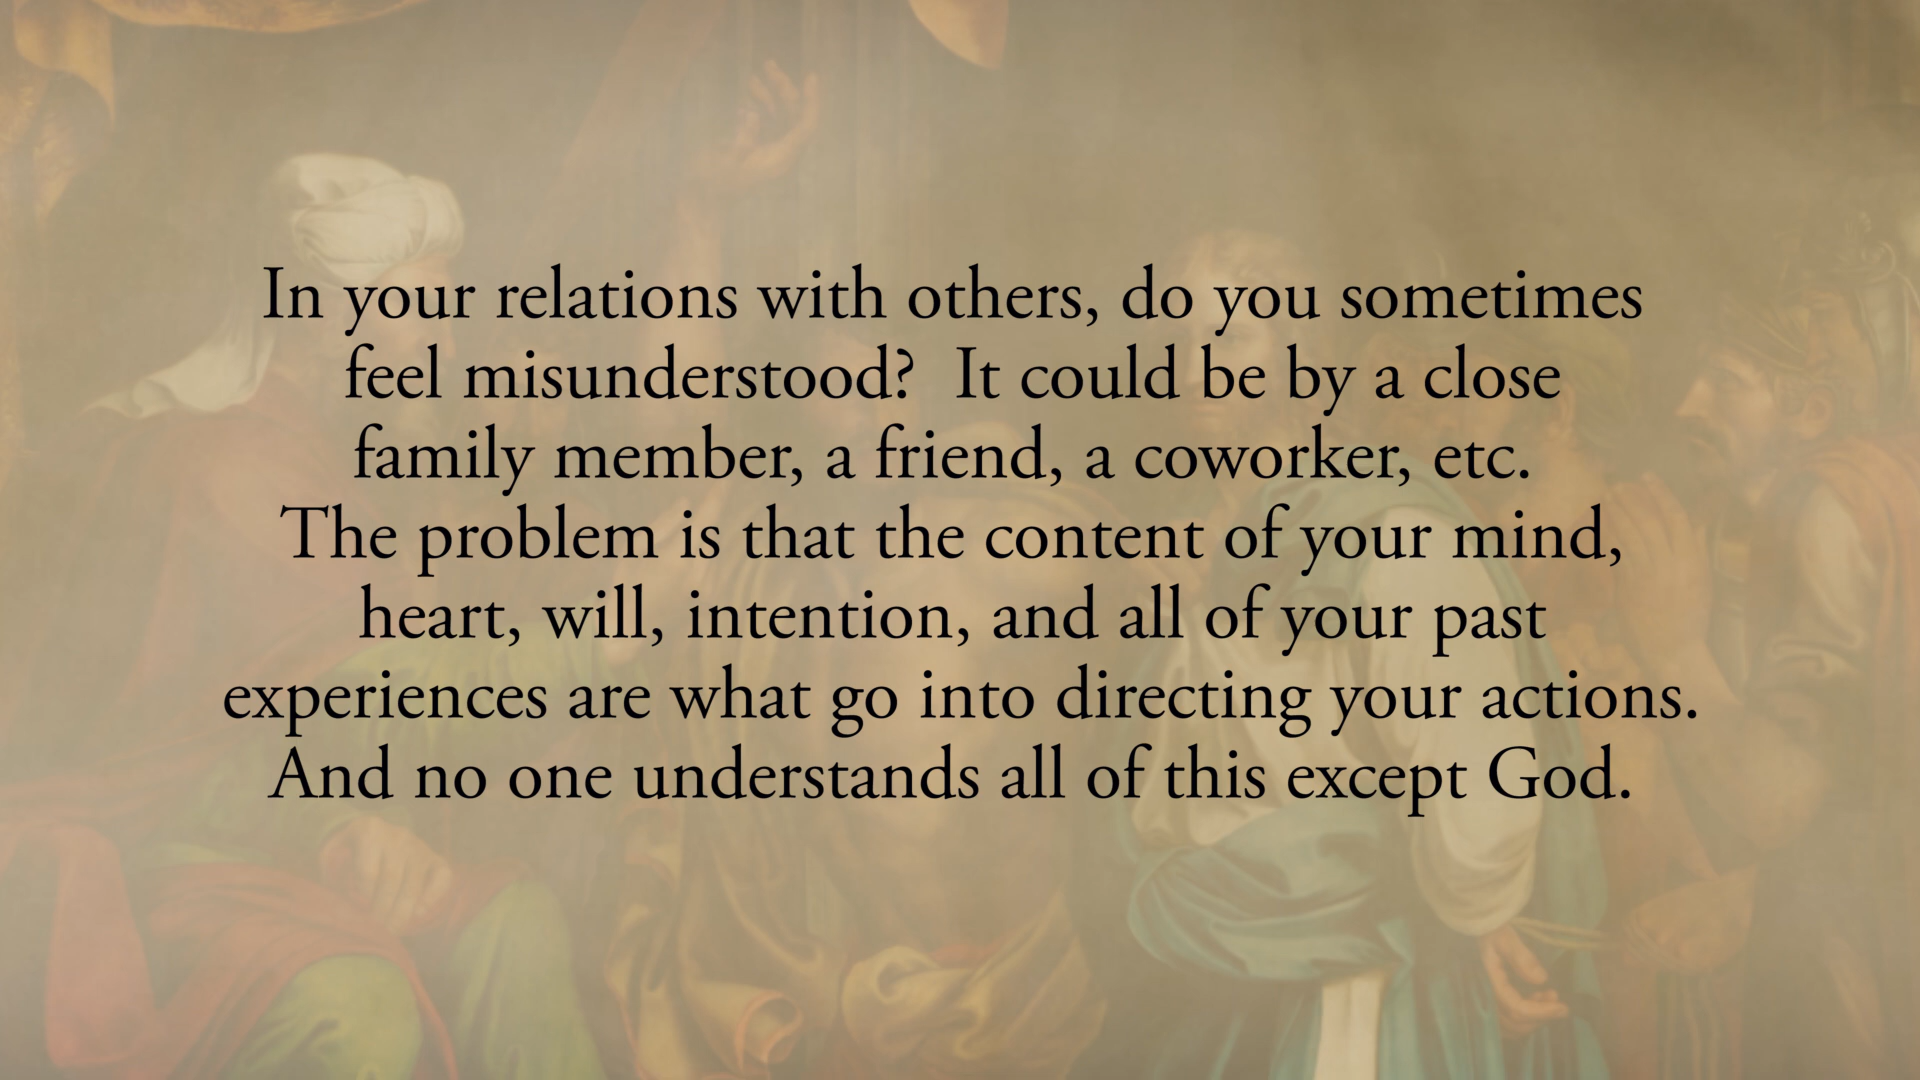 In your relations with others, do you sometimes
feel misunderstood?  It could be by a close
family member, a friend, a coworker, etc.
The problem is that the content of your mind,
heart, will, intention, and all of your past
experiences are what go into directing your actions.
And no one understands all of this except God.